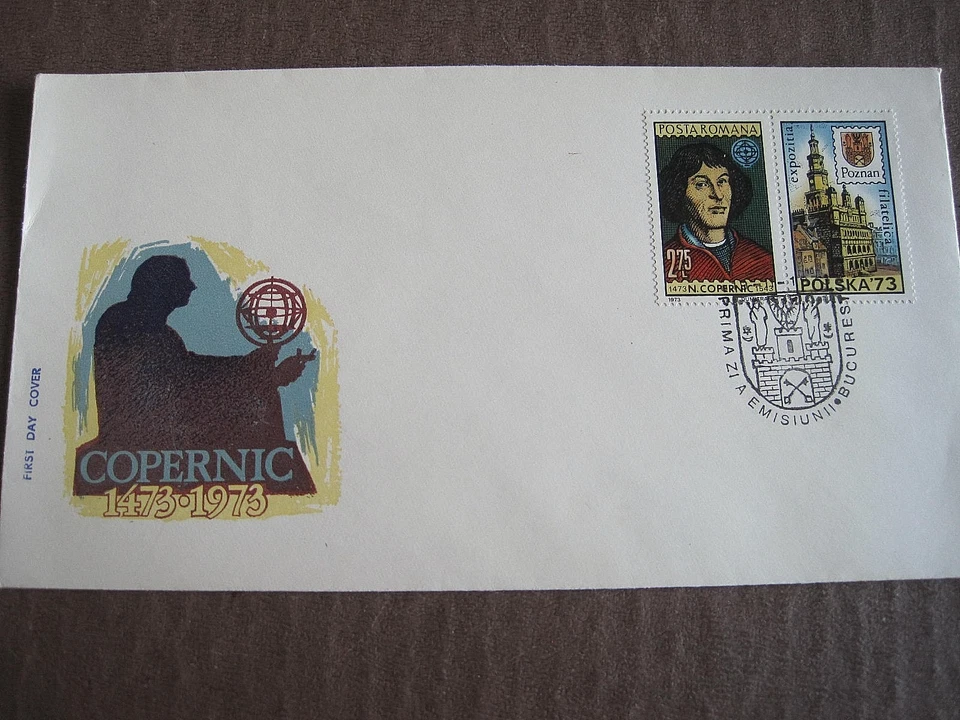 POSTA ROMANA
2.75
1473 N. COPERNIC 1543
1973
expozitia
filatelica
Poznan
POLSKA'73
PRIMA ZI A EMISIUNII • BUCURES
FIRST DAY COVER
COPERNIC
1473•1973